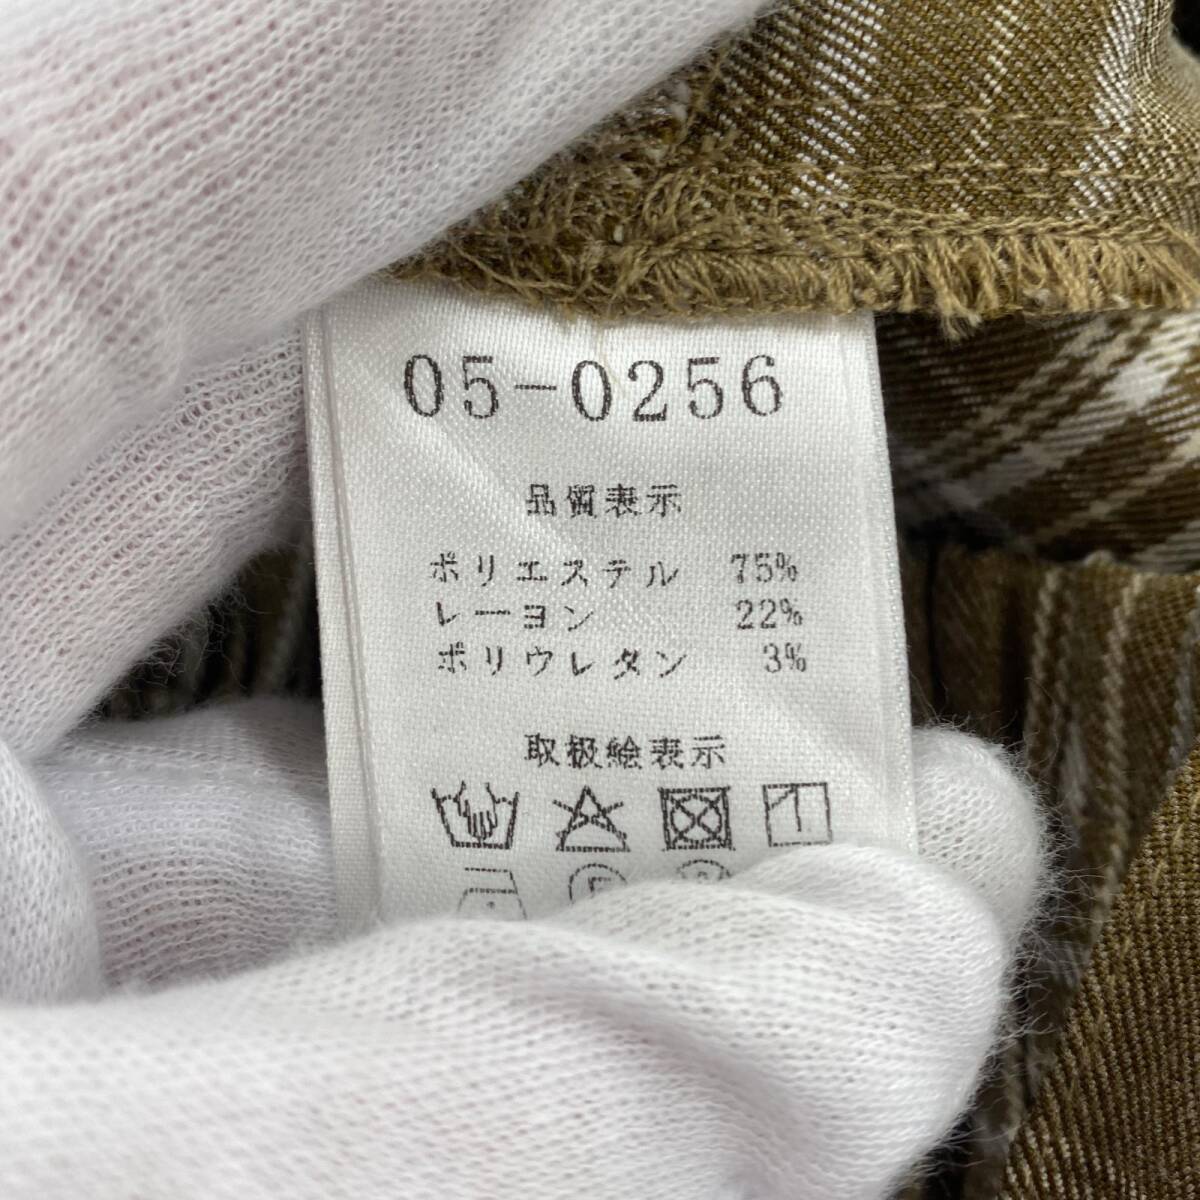 05-0256
品質表示
ポリエステル 75%
レーヨン 22%
ポリウレタン 3%
取扱絵表示